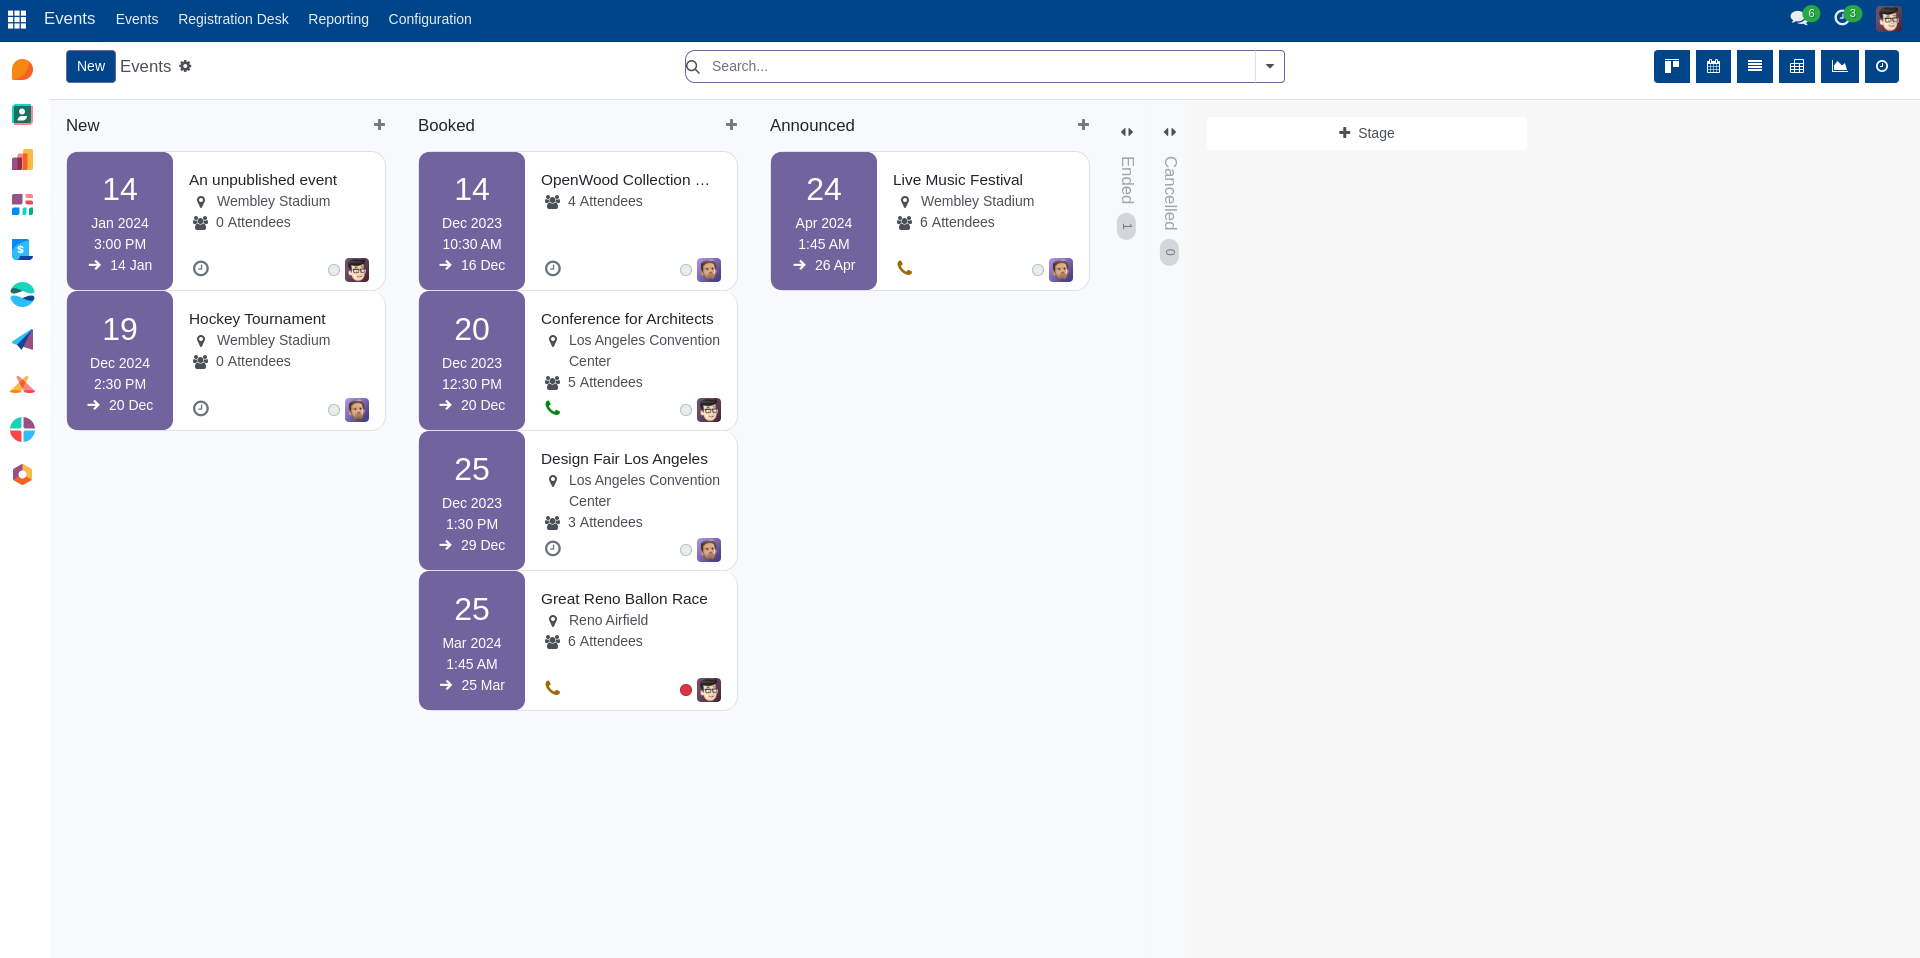 Events
Events
Registration Desk
Reporting
Configuration
6
3
New
Events
Search...
New
14
Jan 2024
3:00 PM
14 Jan
An unpublished event
Wembley Stadium
0 Attendees
19
Dec 2024
2:30 PM
20 Dec
Hockey Tournament
Wembley Stadium
0 Attendees
Booked
14
Dec 2023
10:30 AM
16 Dec
OpenWood Collection ...
4 Attendees
20
Dec 2023
12:30 PM
20 Dec
Conference for Architects
Los Angeles Convention
Center
5 Attendees
25
Dec 2023
1:30 PM
29 Dec
Design Fair Los Angeles
Los Angeles Convention
Center
3 Attendees
25
Mar 2024
1:45 AM
25 Mar
Great Reno Ballon Race
Reno Airfield
6 Attendees
Announced
24
Apr 2024
1:45 AM
26 Apr
Live Music Festival
Wembley Stadium
6 Attendees
Ended
1
Cancelled
0
Stage